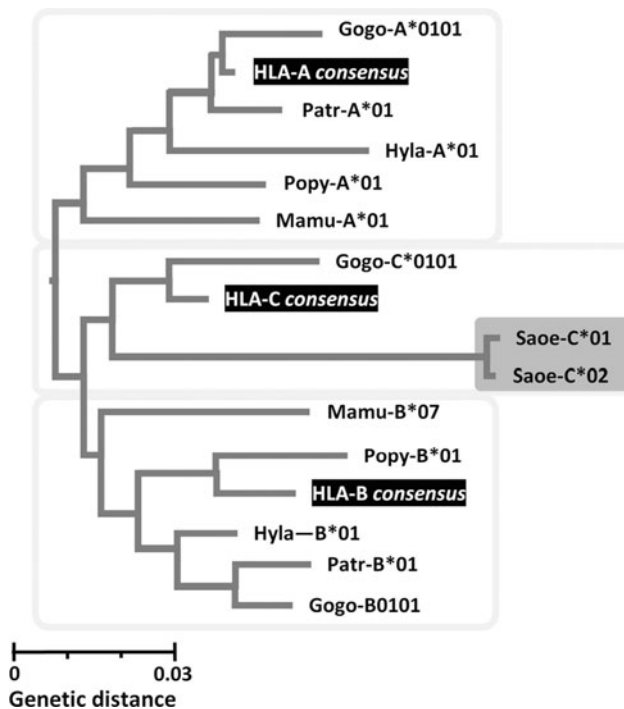 Gogo-A*0101
HLA-A consensus
Patr-A*01
Hyla-A*01
Popy-A*01
Mamu-A*01
Gogo-C*0101
HLA-C consensus
Saoe-C*01
Saoe-C*02
Mamu-B*07
Popy-B*01
HLA-B consensus
Hyla—B*01
Patr-B*01
Gogo-B0101
0 0.03
Genetic distance